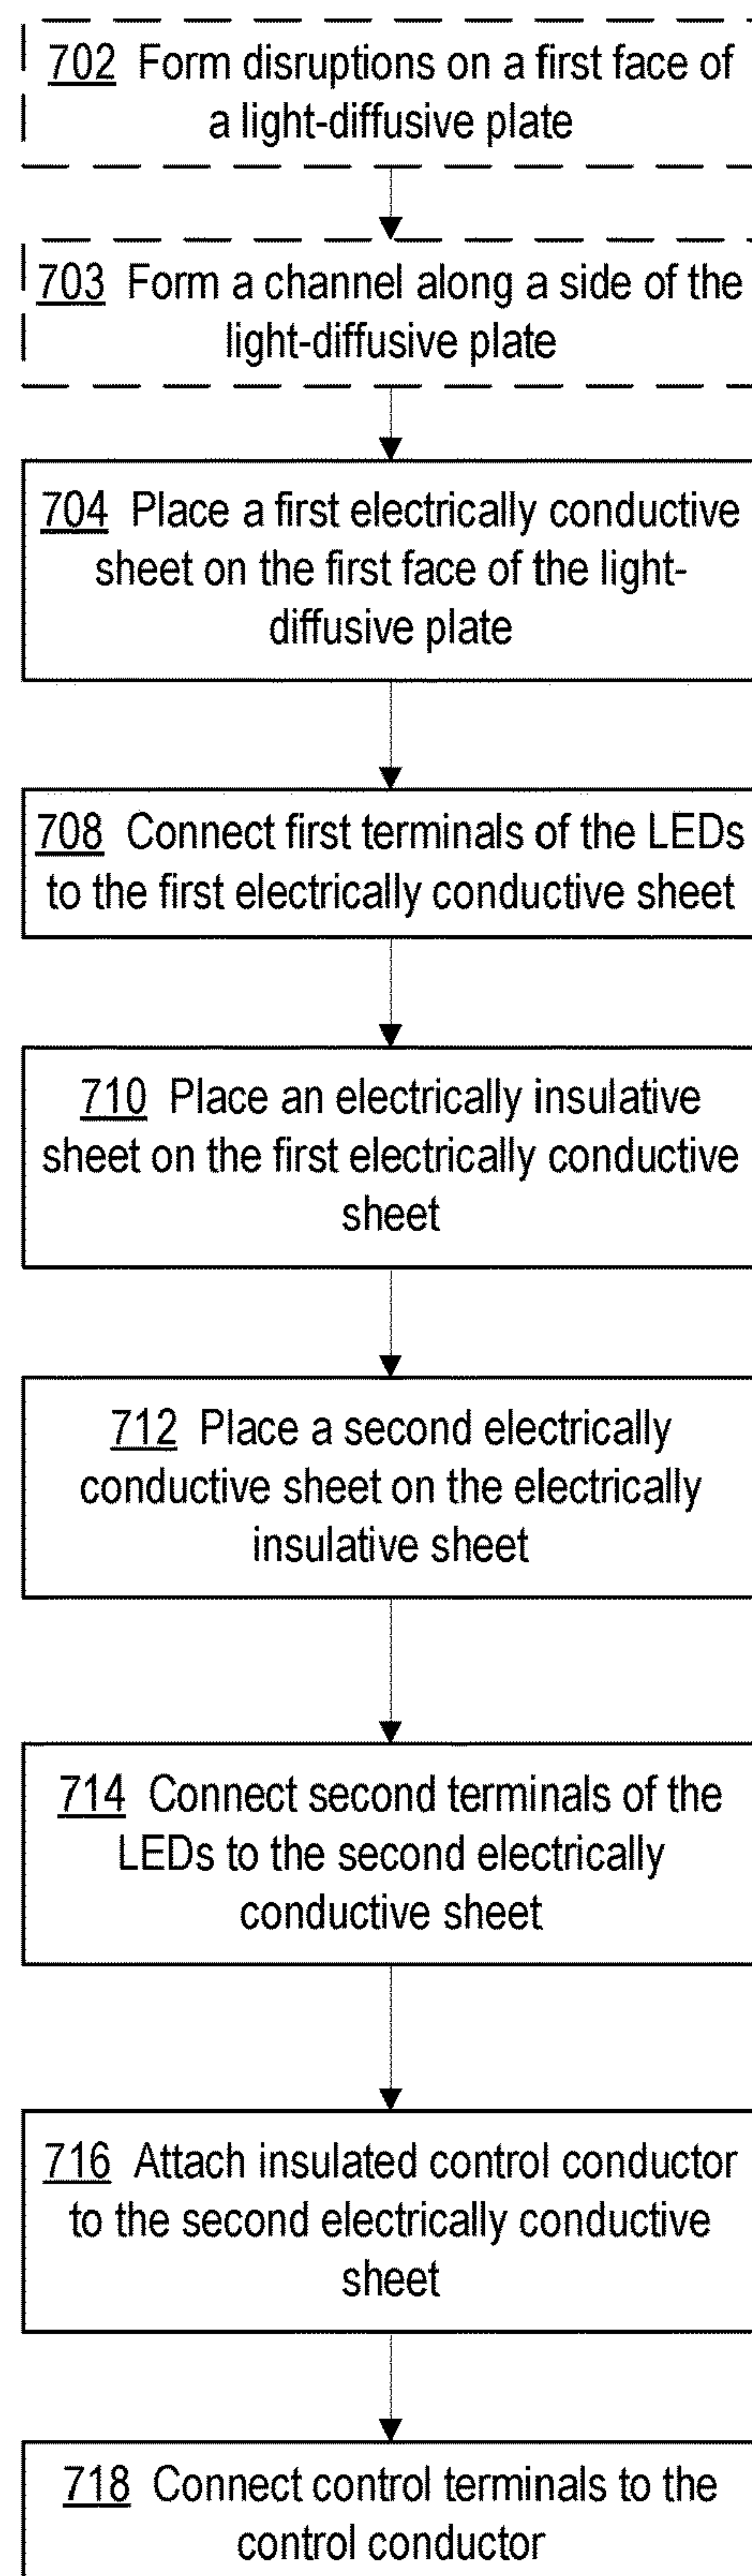 702 Form disruptions on a first face of
a light-diffusive plate
703 Form a channel along a side of the
light-diffusive plate
704 Place a first electrically conductive
sheet on the first face of the light-
diffusive plate
708 Connect first terminals of the LEDs
to the first electrically conductive sheet
710 Place an electrically insulative
sheet on the first electrically conductive
sheet
712 Place a second electrically
conductive sheet on the electrically
insulative sheet
714 Connect second terminals of the
LEDs to the second electrically
conductive sheet
716 Attach insulated control conductor
to the second electrically conductive
sheet
718 Connect control terminals to the
control conductor